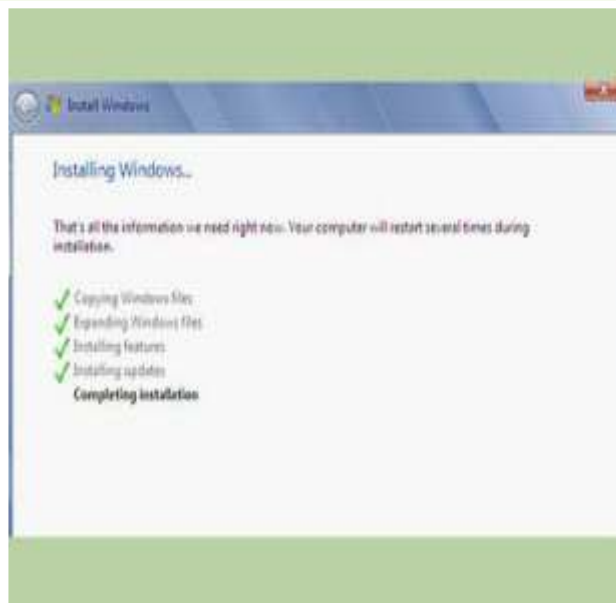 Install Windows
Installing Windows...
That's all the information we need right now. Your computer will restart several times during
installation.
Copying Windows files
Expanding Windows files
Installing features
Installing updates
Completing installation